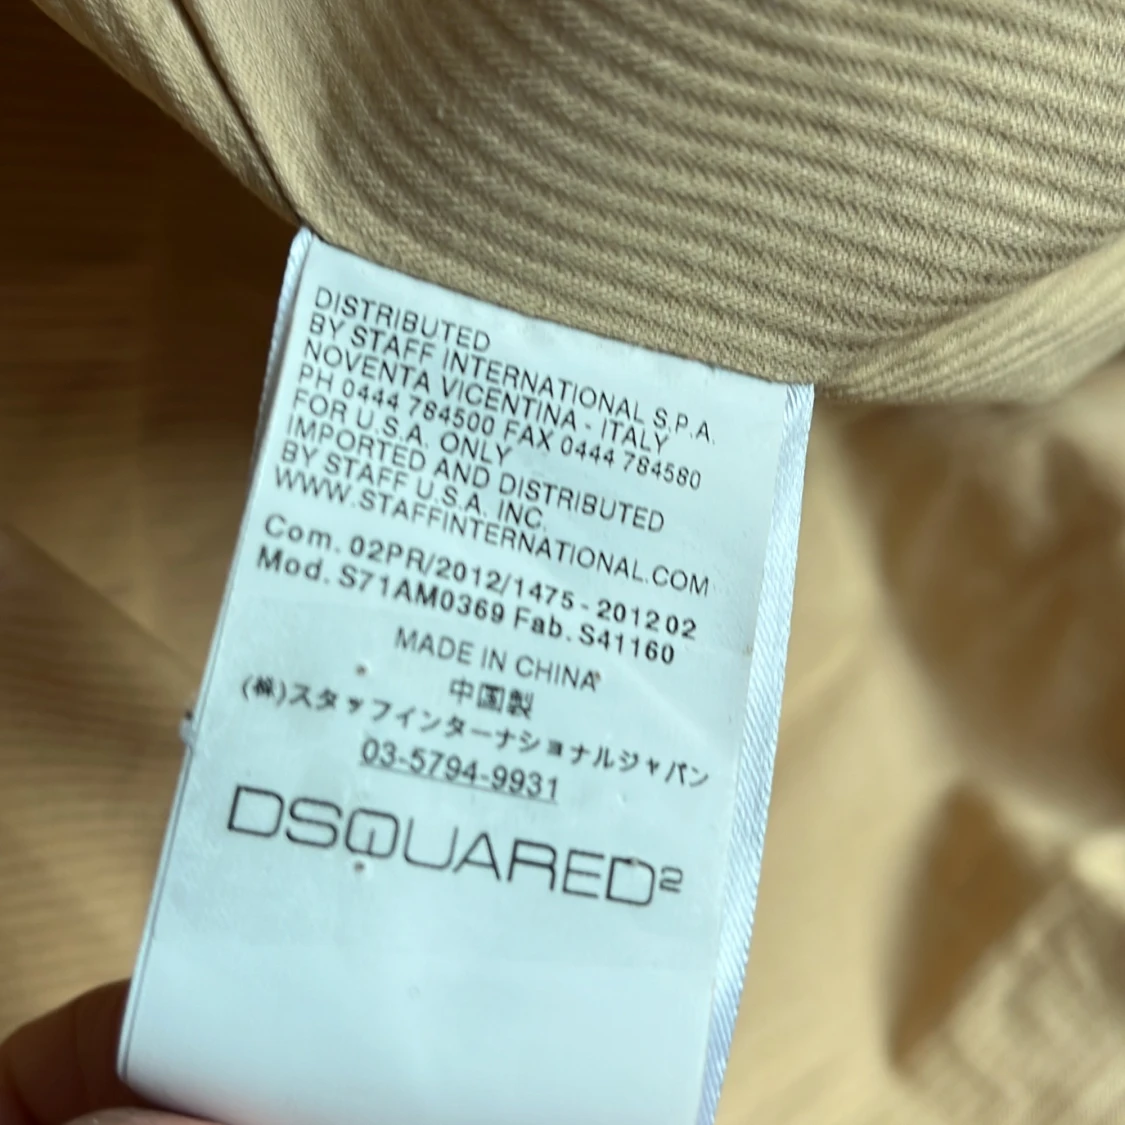 DISTRIBUTED
BY STAFF INTERNATIONAL S.P.A.
NOVENTA VICENTINA - ITALY
PH 0444 784500 FAX 0444 784580
FOR U.S.A. ONLY
IMPORTED AND DISTRIBUTED
BY STAFF U.S.A. INC.
WWW.STAFFINTERNATIONAL.COM
Com. 02PR/2012/1475 - 2012 02
Mod. S71AM0369 Fab. S41160
MADE IN CHINA
中国製
(株)スタッフインターナショナルジャパン
03-5794-9931
DSQUARED2